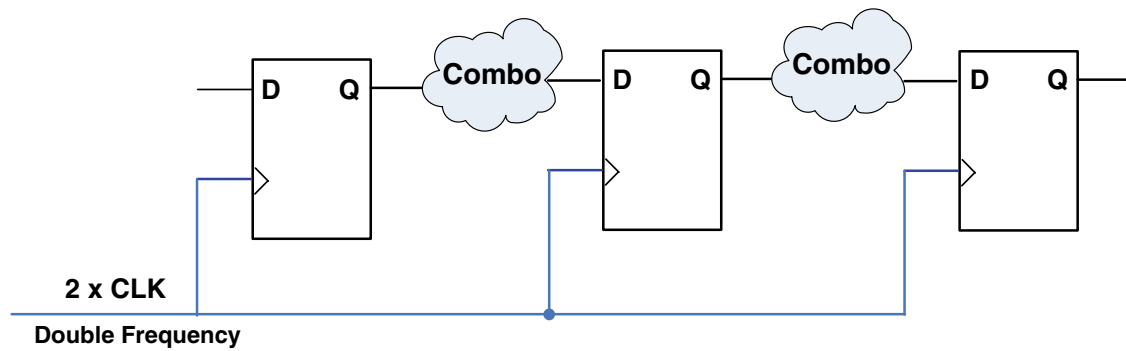 D Q Combo D Q Combo D Q
2 x CLK
Double Frequency